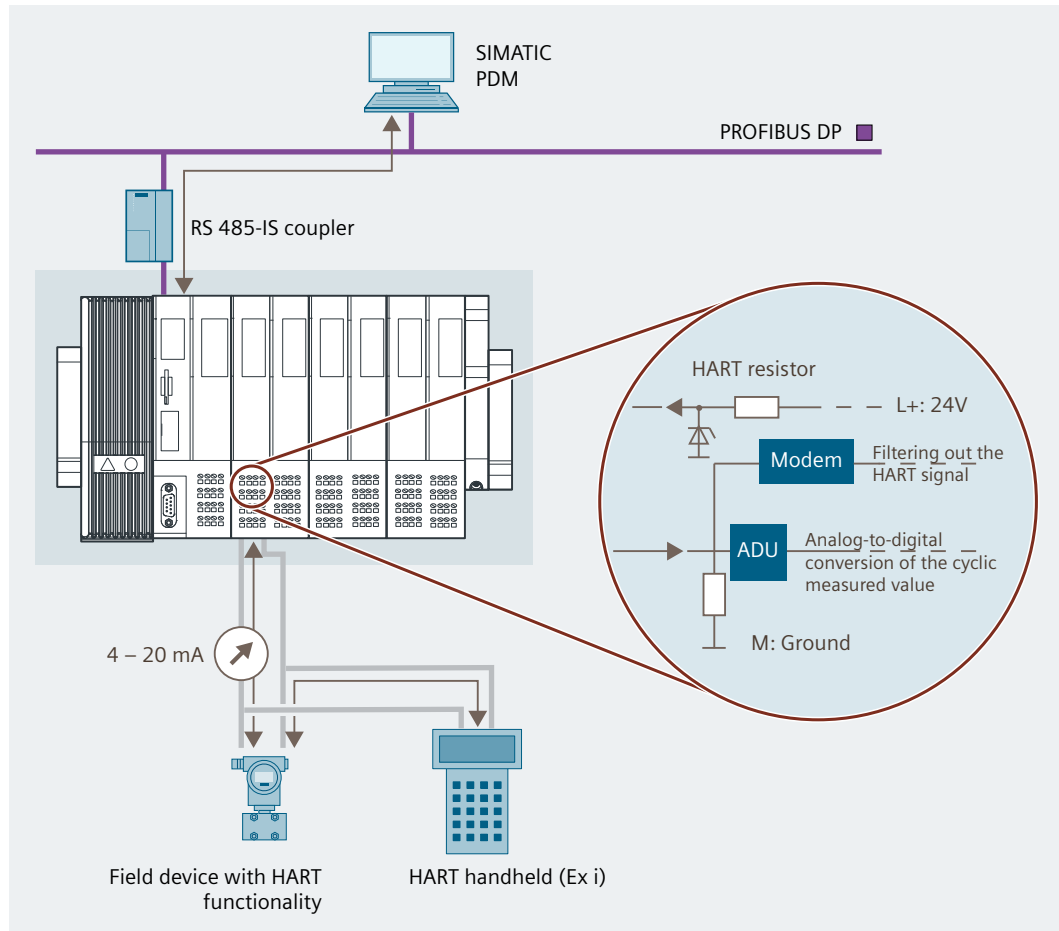 SIMATIC
PDM
PROFIBUS DP
RS 485-IS coupler
HART resistor
L+: 24V
Modem
Filtering out the
HART signal
ADU
Analog-to-digital
conversion of the cyclic
measured value
M: Ground
4 – 20 mA
Field device with HART
functionality
HART handheld (Ex i)